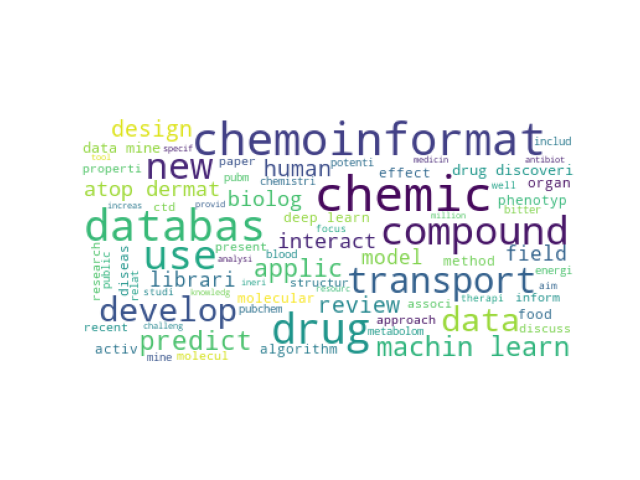 design
chemoinformat
includ
data mine
specif
tool
new
paper
human
potenti
medicin
antibiot
properti
pubm
chemistri
effect
drug discoveri
atop dermat
biolog
chemic
well
organ
increas
ctd
provid
deep learn
phenotyp
bitter
databas
focus
million
compound
research
public
diseas
relat
use
present
analysi
interact
blood
applic
model
method
field
energi
librari
structur
resourc
transport
studi
knowledg
ineri
molecular
associ
therapi
inform
aim
develop
pubchem
review
data
food
recent
challeng
drug
approach
metabolom
discuss
predict
activ
mine
molecul
algorithm
machin learn